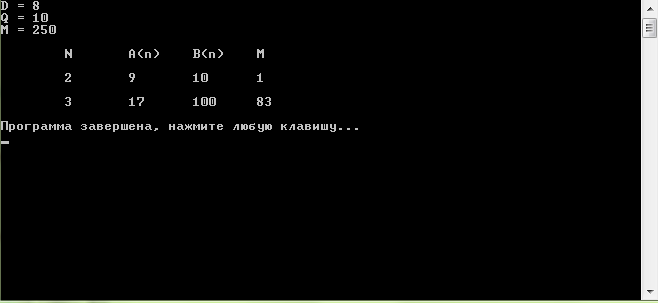 D = 8
Q = 10
M = 250
N A(n) B(n) M
2 9 10 1
3 17 100 83
Программа завершена, нажмите любую клавишу...